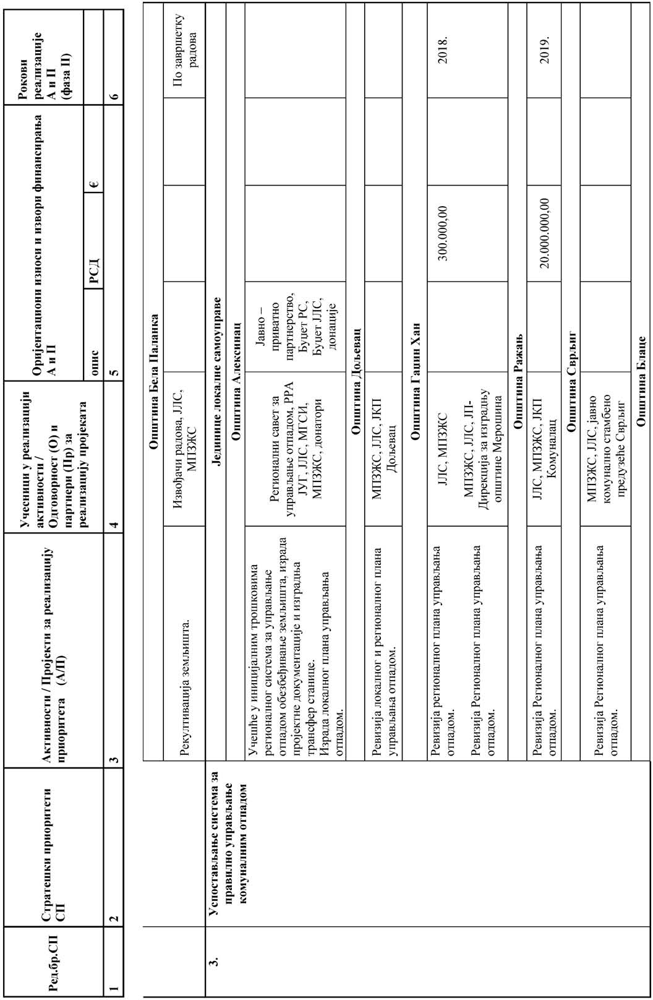 Ред.бр.СП
Стратешки приоритети
СП
Активности / Пројекти за реализацију
приоритета (А/П)
Учесници у реализацији
активности /
Одговорност (О) и
партнери (Пр) за
реализацију пројеката
Оријентациони износи и извори финансирања
А и П
Рокови
реализације
А и П
(фаза II)
опис
РСД
€
1
2
3
4
5
6
Општина Бела Паланка
Рекултивација земљишта.
Извођачи радова, ЈЛС,
МПЗЖС
По завршетку
радова
3.
Успостављање система за
правилно управљање
комуналним отпадом
Јединице локалне самоуправе
Општина Алексинац
Учешће у иницијалним трошковима
регионалног система за управљање
отпадом обезбеђивање земљишта, израда
пројектне документације и изградња
трансфер станице.
Израда локалног плана управљања
отпадом.
Регионални савет за
управљање отпадом, РРА
ЈУГ, ЈЛС, МГСИ,
МПЗЖС, донатори
Јавно –
приватно
партнерство,
Буџет РС,
Буџет ЈЛС,
донације
Општина Дољевац
Ревизија локалног и регионалног плана
управљања отпадом.
МПЗЖС, ЈЛС, ЈКП
Дољевац
Општина Гаџин Хан
Ревизија регионалног плана управљања
отпадом.
ЈЛС, МПЗЖС
300.000,00
2018.
Ревизија Регионалног плана управљања
отпадом.
МПЗЖС, ЈЛС, ЈП-
Дирекција за изградњу
општине Мерошина
Општина Ражањ
Ревизија Регионалног плана управљања
отпадом.
ЈЛС, МПЗЖС, ЈКП
Комуналац
20.000.000,00
2019.
Општина Сврљиг
Ревизија Регионалног плана управљања
отпадом.
МПЗЖС, ЈЛС, јавно
комунално стамбено
предузеће Сврљиг
Општина Блаце